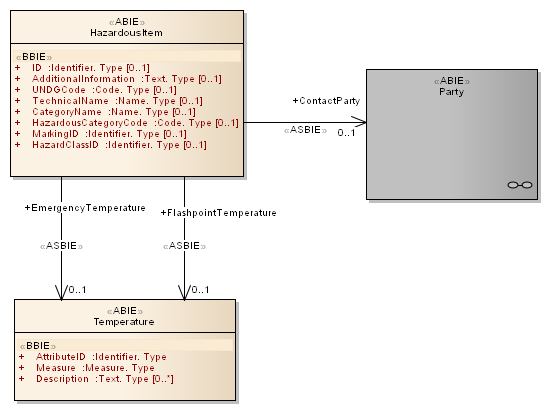 «ABIE»
HazardousItem
«BBIE»
+ ID :Identifier. Type [0..1]
+ AdditionalInformation :Text. Type [0..1]
+ UNDGCode :Code. Type [0..1]
+ TechnicalName :Name. Type [0..1]
+ CategoryName :Name. Type [0..1]
+ HazardousCategoryCode :Code. Type [0..1]
+ MarkingID :Identifier. Type [0..1]
+ HazardClassID :Identifier. Type [0..1]
+ContactParty
«ASBIE»
0..1
«ABIE»
Party
+EmergencyTemperature
+FlashpointTemperature
«ASBIE»
«ASBIE»
0..1
0..1
«ABIE»
Temperature
«BBIE»
+ AttributeID :Identifier. Type
+ Measure :Measure. Type
+ Description :Text. Type [0..*]